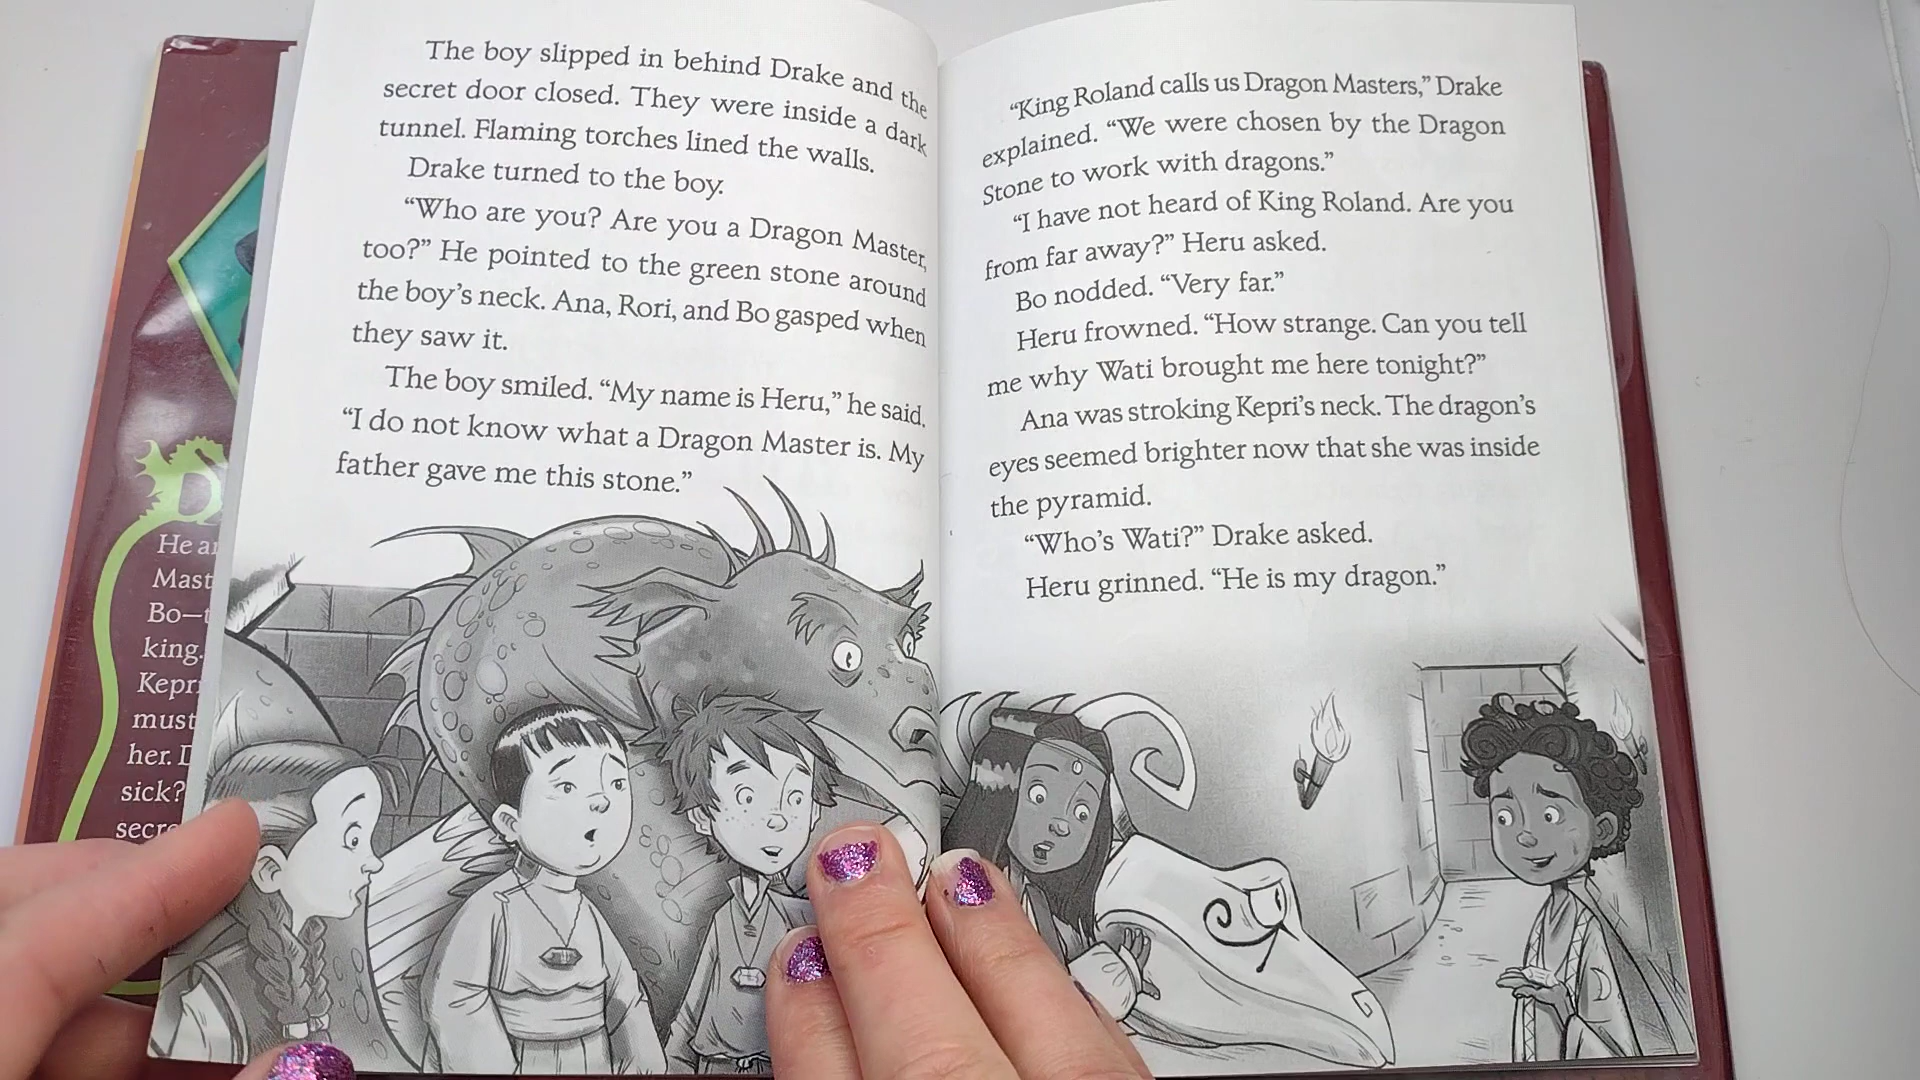 The boy slipped in behind Drake and the
secret door closed. They were inside a dark
tunnel. Flaming torches lined the walls.
Drake turned to the boy.
“Who are you? Are you a Dragon Master,
too?” He pointed to the green stone around
the boy’s neck. Ana, Rori, and Bo gasped when
they saw it.
The boy smiled. “My name is Heru,” he said.
“I do not know what a Dragon Master is. My
father gave me this stone.”
“King Roland calls us Dragon Masters,” Drake
explained. “We were chosen by the Dragon
Stone to work with dragons.”
“I have not heard of King Roland. Are you
from far away?” Heru asked.
Bo nodded. “Very far.”
Heru frowned. “How strange. Can you tell
me why Wati brought me here tonight?”
Ana was stroking Kepri’s neck. The dragon’s
eyes seemed brighter now that she was inside
the pyramid.
“Who’s Wati?” Drake asked.
Heru grinned. “He is my dragon.”
D
He
Mast
Bo—
king.
Kepr
must
her.
sick?
secr